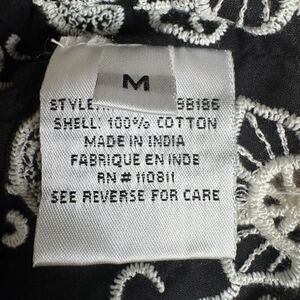 M
STYLE: 9B186
SHELL: 100% COTTON
MADE IN INDIA
FABRIQUE EN INDE
RN # 110811
SEE REVERSE FOR CARE